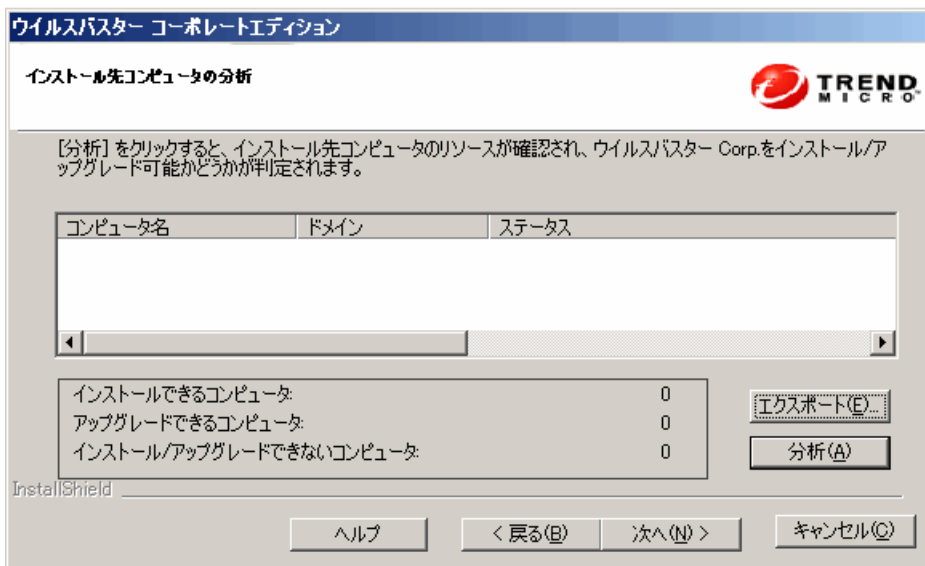 ウイルスバスター コーポレートエディション
インストール先コンピュータの分析
TREND
MICRO
[分析] をクリックすると、インストール先コンピュータのリソースが確認され、ウイルスバスター Corp.をインストール/ア
ップグレード可能かどうかが判定されます。
コンピュータ名 ドメイン ステータス
インストールできるコンピュータ: 0
アップグレードできるコンピュータ: 0
インストール/アップグレードできないコンピュータ: 0
エクスポート(E)...
分析(A)
InstallShield
ヘルプ < 戻る(B) 次へ(N) > キャンセル(C)